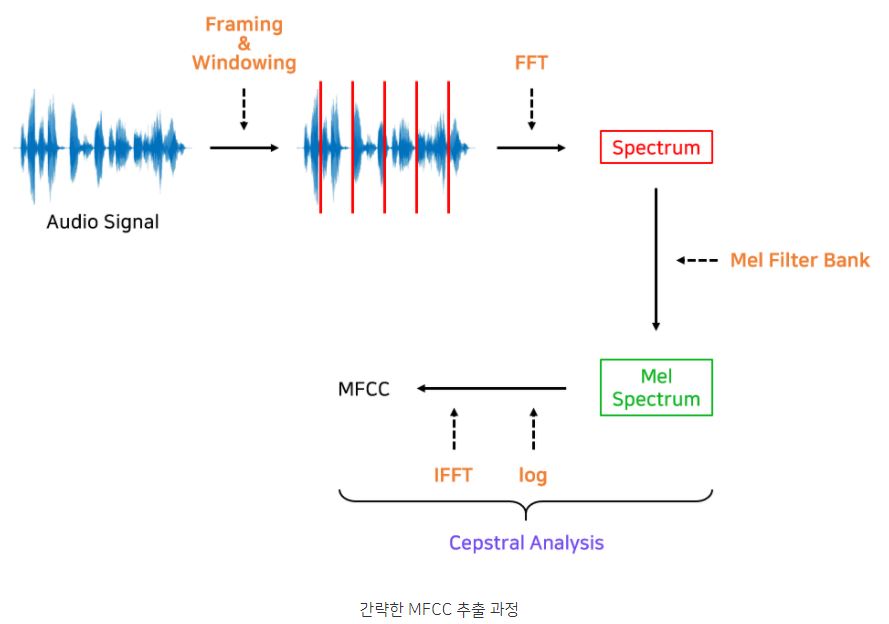 Framing
&
Windowing
FFT
Spectrum
Audio Signal
Mel Filter Bank
Mel
Spectrum
MFCC
IFFT
log
Cepstral Analysis
간략한 MFCC 추출 과정